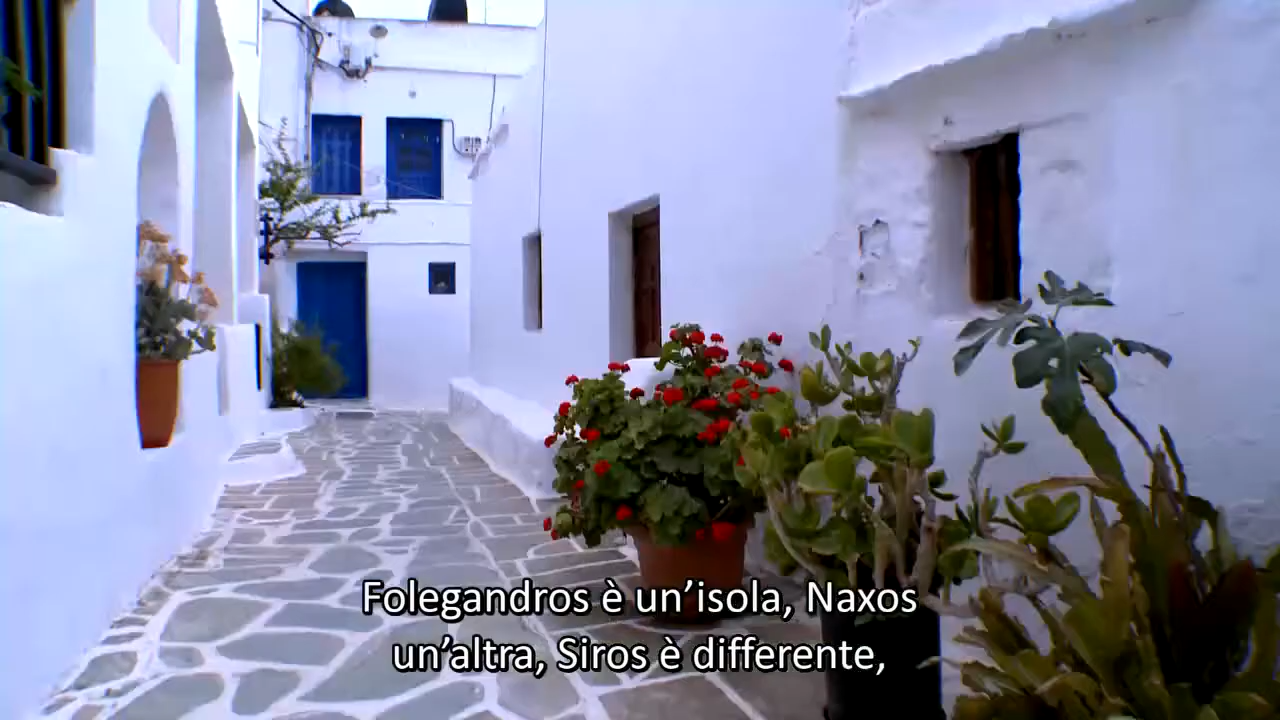 Folegandros è un’isola, Naxos
un’altra, Siros è differente,